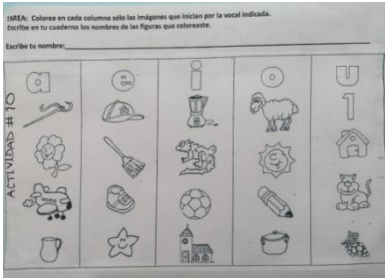 TAREA: Colorea en cada columna sólo las imágenes que inician por la vocal indicada.
Escribe en tu cuaderno los nombres de las figuras que coloreaste.
Escribe tu nombre:
a e i o u
1
ACTIVIDAD # 10